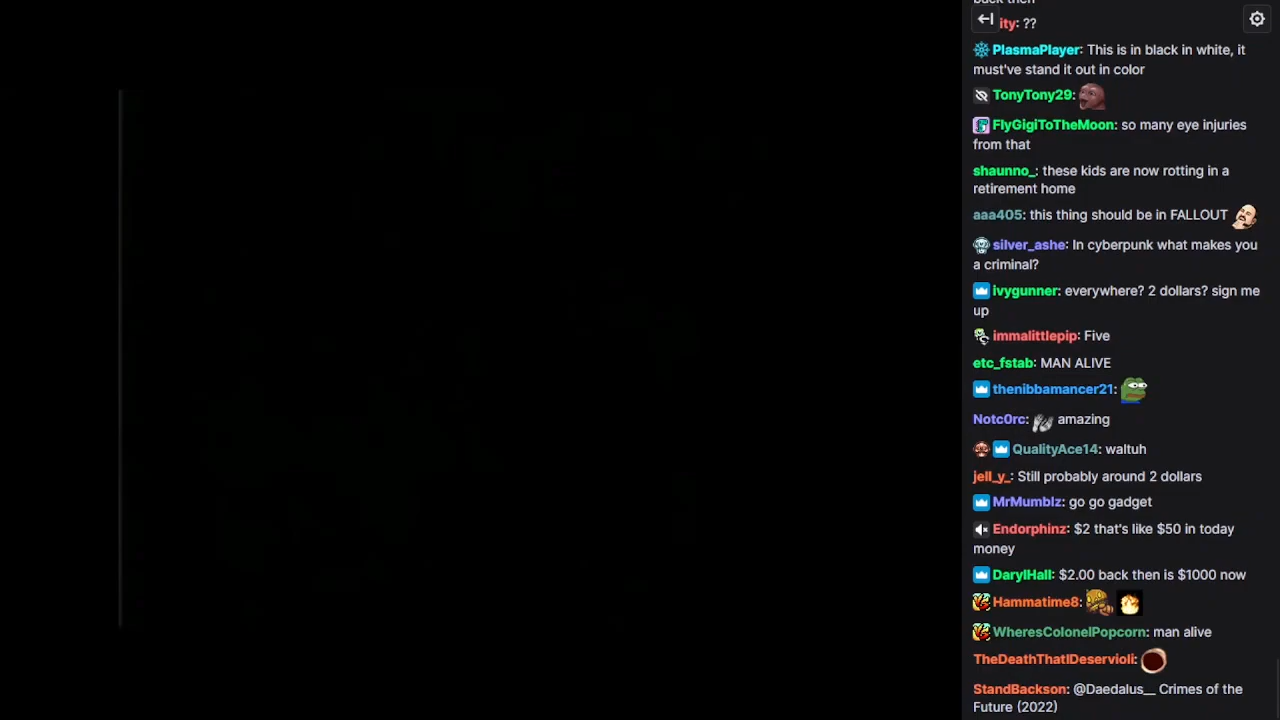 back then
ity: ??
PlasmaPlayer: This is in black in white, it
must've stand it out in color
TonyTony29:
FlyGigiToTheMoon: so many eye injuries
from that
shaunno_: these kids are now rotting in a
retirement home
aaa405: this thing should be in FALLOUT
silver_ashe: In cyberpunk what makes you
a criminal?
ivygunner: everywhere? 2 dollars? sign me
up
immalittlepip: Five
etc_fstab: MAN ALIVE
thenibbamancer21:
Notc0rc: amazing
QualityAce14: waltuh
jell_y_: Still probably around 2 dollars
MrMumblz: go go gadget
Endorphinz: $2 that's like $50 in today
money
DarylHall: $2.00 back then is $1000 now
Hammatime8:
WheresColonelPopcorn: man alive
TheDeathThatIDeservioli:
StandBackson: @Daedalus__ Crimes of the
Future (2022)